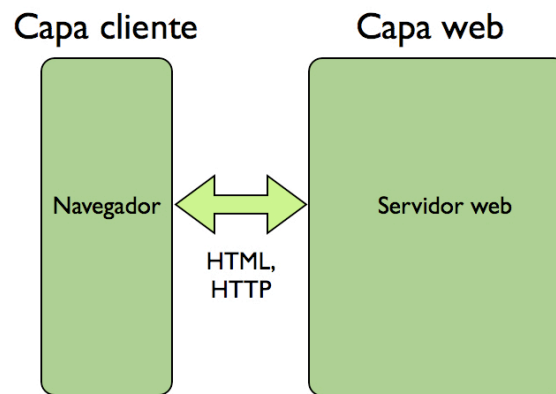 Capa cliente
Capa web
Navegador
Servidor web
HTML,
HTTP